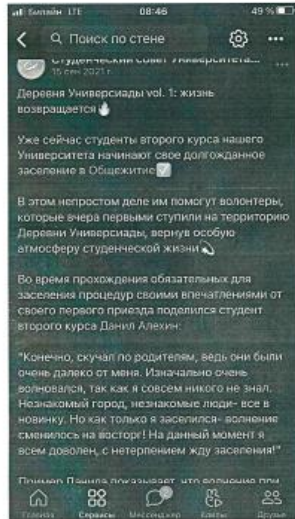 Билайн LTE 08:46 49 %
Поиск по стене
Студенческий совет Университета...
15 сен 2021 г.
Деревня Универсиады vol. 1: жизнь
возвращается
Уже сейчас студенты второго курса нашего
Университета начинают свое долгожданное
заселение в Общежитие
В этом непростом деле им помогут волонтеры,
которые вчера первыми ступили на территорию
Деревни Универсиады, вернув особую
атмосферу студенческой жизни
Во время прохождения обязательных для
заселения процедур своими впечатлениями от
своего первого приезда поделился студент
второго курса Данил Алехин:
"Конечно, скучал по родителям, ведь они были
очень далеко от меня. Изначально очень
волновался, так как я совсем никого не знал.
Незнакомый город, незнакомые люди- все в
новинку. Но как только я заселился- волнение
сменилось на восторг! На данный момент я
всем доволен, с нетерпением жду заселения!"
Пример Данила показывает, что волнение при
Главная Сервисы Мессенджер Клипы Друзья